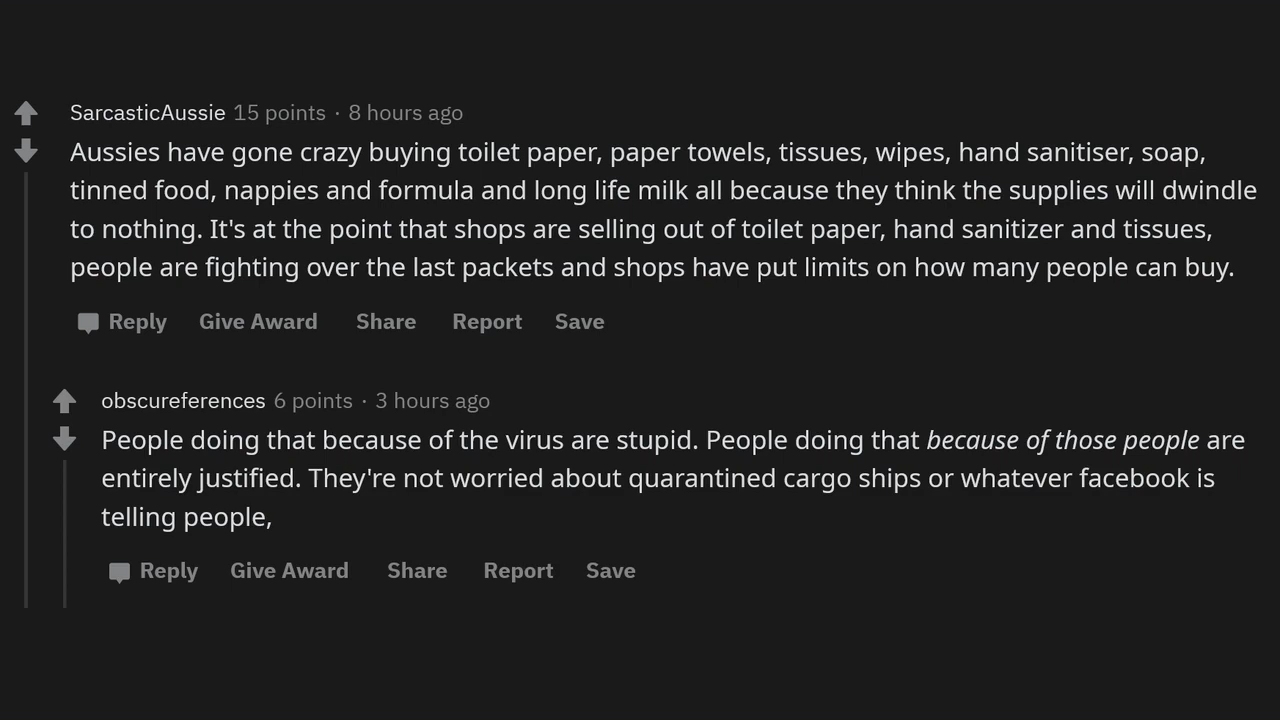 SarcasticAussie 15 points · 8 hours ago
Aussies have gone crazy buying toilet paper, paper towels, tissues, wipes, hand sanitiser, soap,
tinned food, nappies and formula and long life milk all because they think the supplies will dwindle
to nothing. It's at the point that shops are selling out of toilet paper, hand sanitizer and tissues,
people are fighting over the last packets and shops have put limits on how many people can buy.
Reply Give Award Share Report Save
obscureferences 6 points · 3 hours ago
People doing that because of the virus are stupid. People doing that because of those people are
entirely justified. They're not worried about quarantined cargo ships or whatever facebook is
telling people,
Reply Give Award Share Report Save